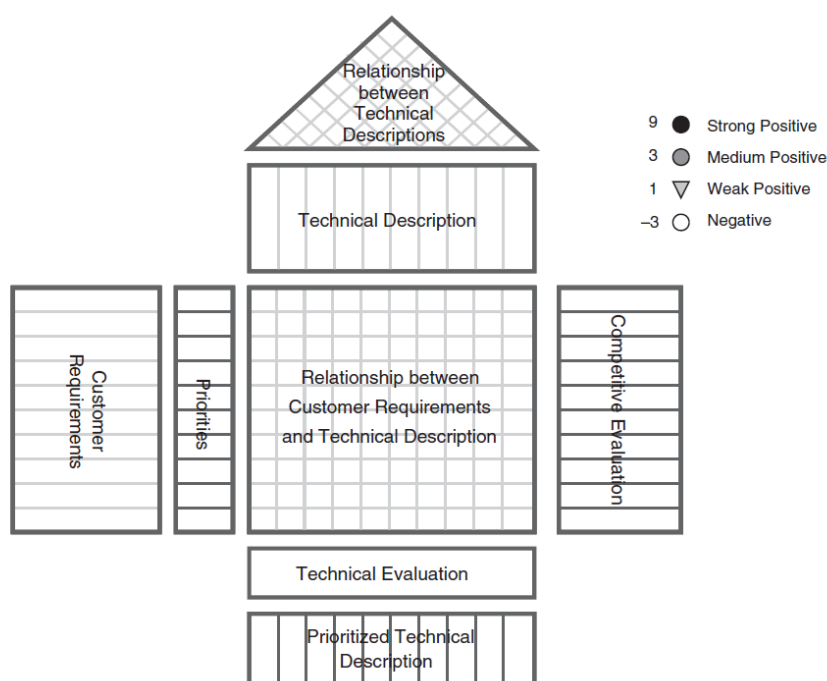 Relationship
between
Technical
Descriptions
9 Strong Positive
3 Medium Positive
1 Weak Positive
–3 Negative
Technical Description
Customer
Requirements
Priorities
Relationship between
Customer Requirements
and Technical Description
Competitive Evaluation
Technical Evaluation
Prioritized Technical
Description